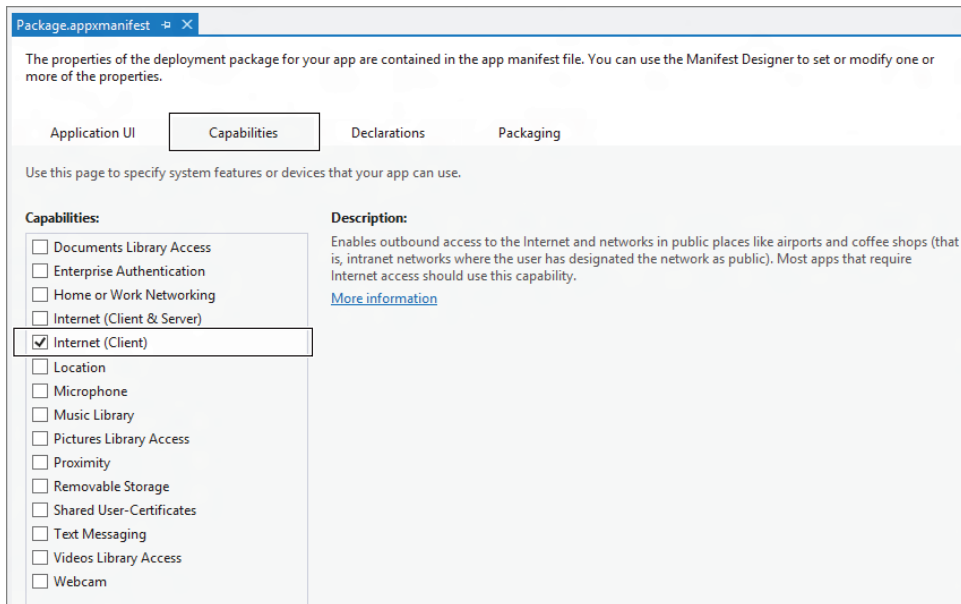 Package.appxmanifest
The properties of the deployment package for your app are contained in the app manifest file. You can use the Manifest Designer to set or modify one or
more of the properties.
Application UI Capabilities Declarations Packaging
Use this page to specify system features or devices that your app can use.
Capabilities:
Documents Library Access
Enterprise Authentication
Home or Work Networking
Internet (Client & Server)
Internet (Client)
Location
Microphone
Music Library
Pictures Library Access
Proximity
Removable Storage
Shared User-Certificates
Text Messaging
Videos Library Access
Webcam
Description:
Enables outbound access to the Internet and networks in public places like airports and coffee shops (that
is, intranet networks where the user has designated the network as public). Most apps that require
Internet access should use this capability.
More information